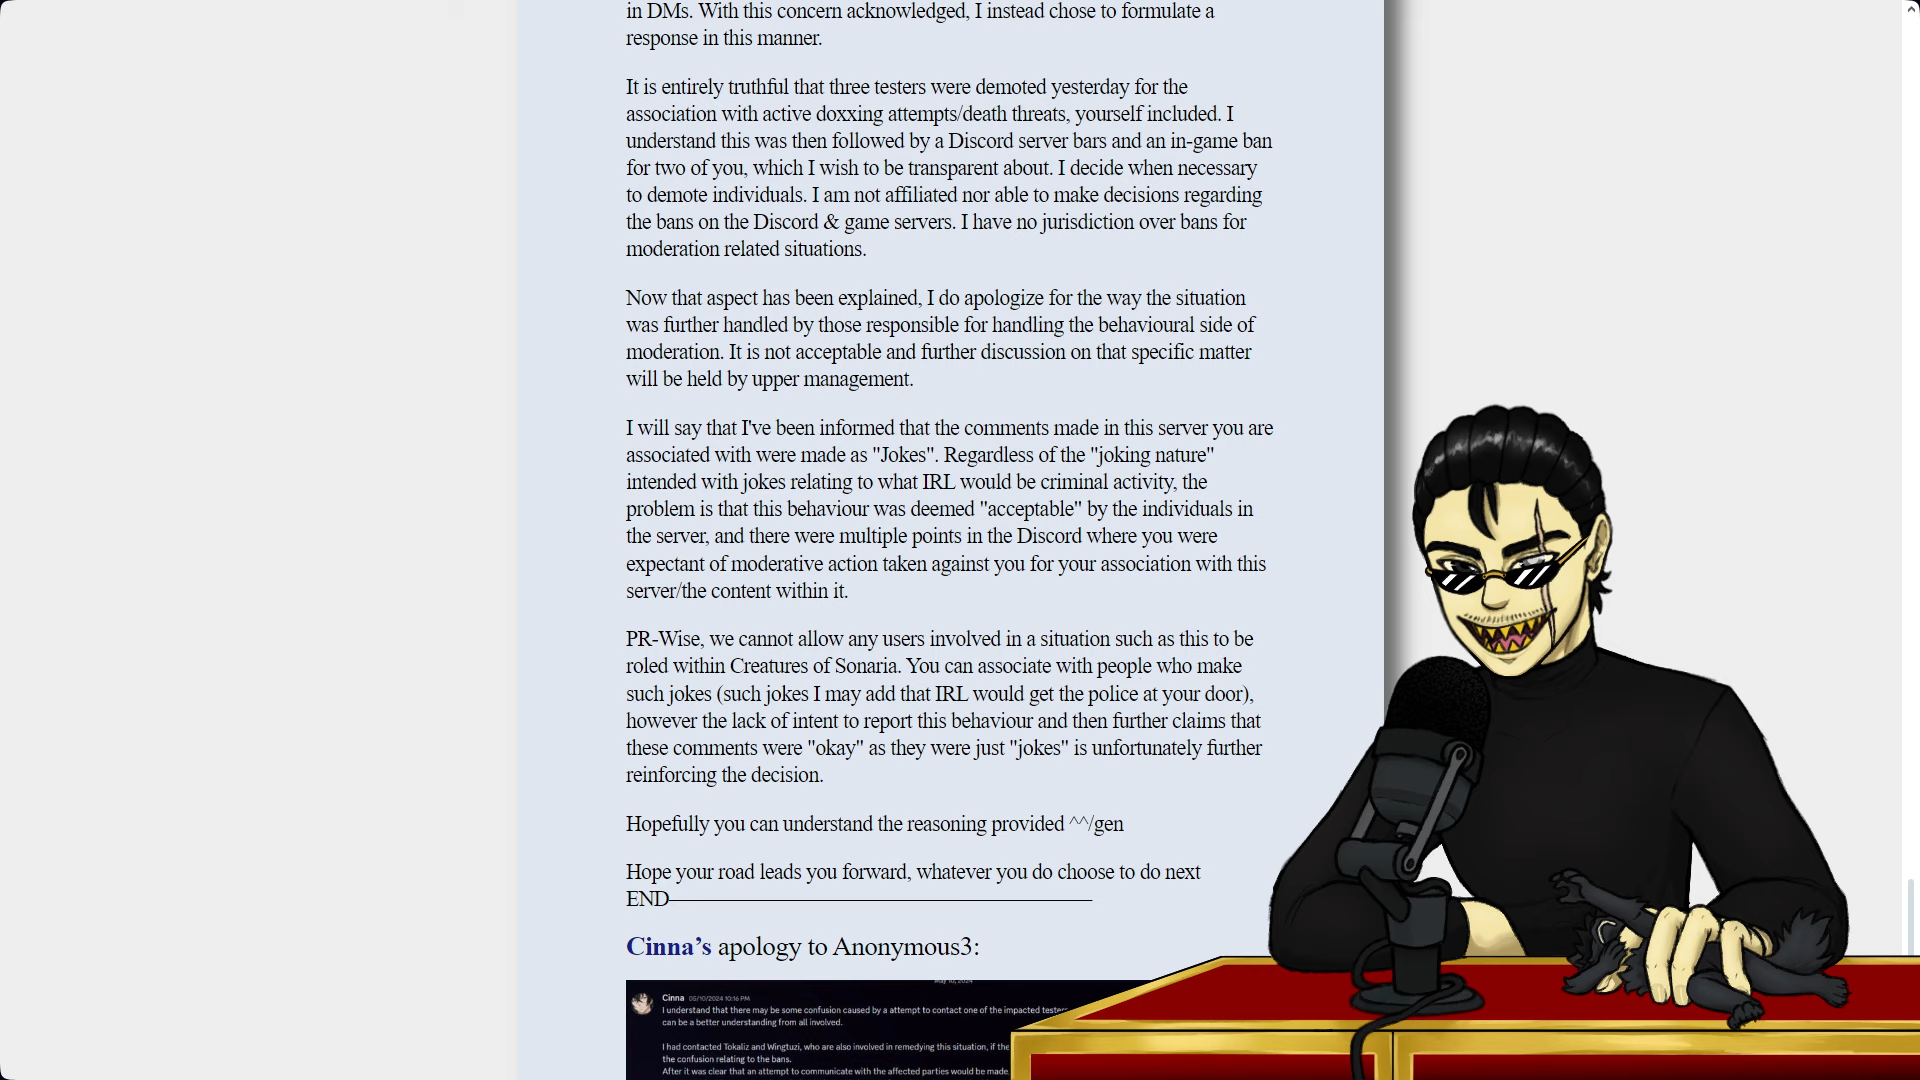 in DMs. With this concern acknowledged, I instead chose to formulate a
response in this manner.
It is entirely truthful that three testers were demoted yesterday for the
association with active doxxing attempts/death threats, yourself included. I
understand this was then followed by a Discord server bars and an in-game ban
for two of you, which I wish to be transparent about. I decide when necessary
to demote individuals. I am not affiliated nor able to make decisions regarding
the bans on the Discord & game servers. I have no jurisdiction over bans for
moderation related situations.
Now that aspect has been explained, I do apologize for the way the situation
was further handled by those responsible for handling the behavioural side of
moderation. It is not acceptable and further discussion on that specific matter
will be held by upper management.
I will say that I've been informed that the comments made in this server you are
associated with were made as "Jokes". Regardless of the "joking nature"
intended with jokes relating to what IRL would be criminal activity, the
problem is that this behaviour was deemed "acceptable" by the individuals in
the server, and there were multiple points in the Discord where you were
expectant of moderative action taken against you for your association with this
server/the content within it.
PR-Wise, we cannot allow any users involved in a situation such as this to be
roled within Creatures of Sonaria. You can associate with people who make
such jokes (such jokes I may add that IRL would get the police at your door),
however the lack of intent to report this behaviour and then further claims that
these comments were "okay" as they were just "jokes" is unfortunately further
reinforcing the decision.
Hopefully you can understand the reasoning provided ^^/gen
Hope your road leads you forward, whatever you do choose to do next
END
Cinna's apology to Anonymous3:
May 10, 2024
Cinna 05/10/2024 10:16 PM
I understand that there may be some confusion caused by a attempt to contact one of the impacted
can be a better understanding from all involved.
I had contacted Tokaliz and Wingtuzi, who are also involved in remedying this situation, if the
the confusion relating to the bans.
After it was clear that an attempt to communicate with the affected parties would be made